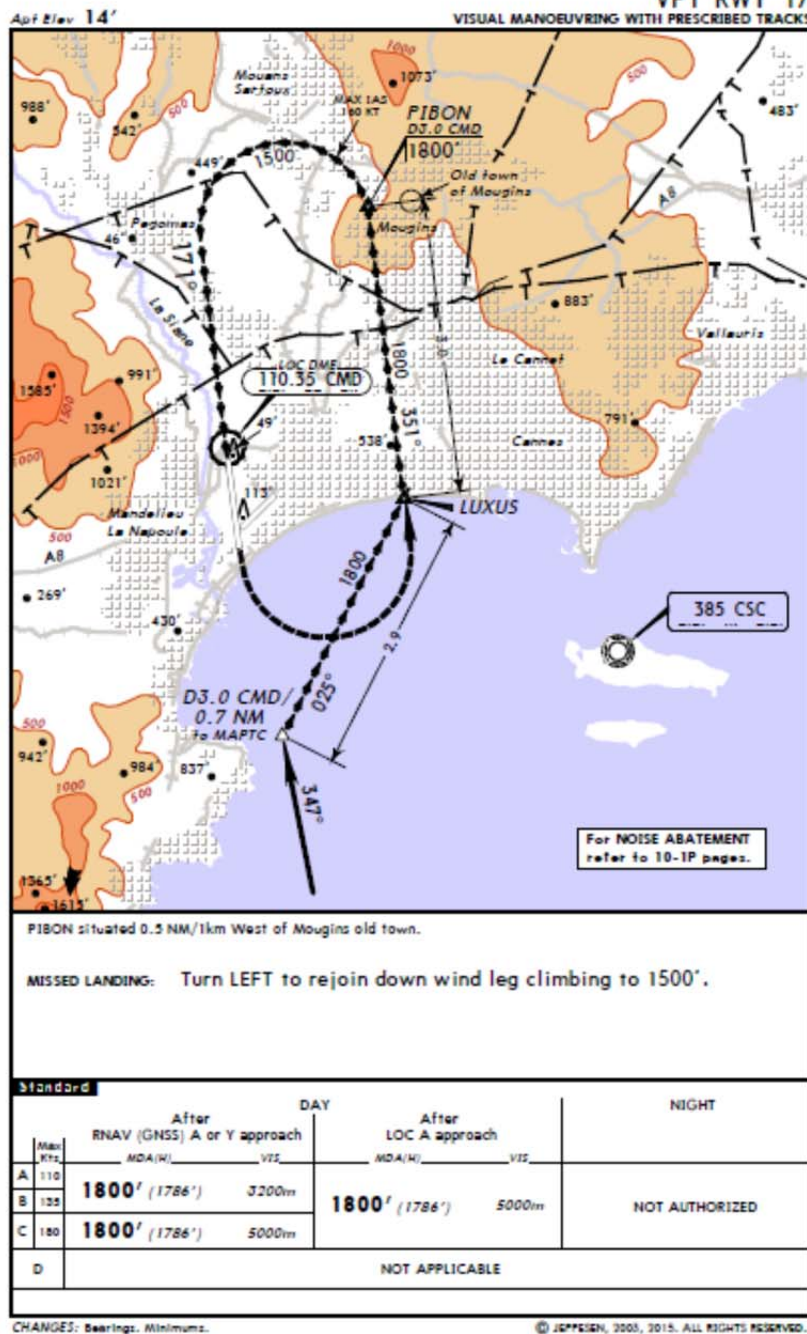 Apt Elev 14'
VPT RWY 17
VISUAL MANOEUVRING WITH PRESCRIBED TRACKS
1000
500
988'
500
542'
Mouans
Sartoux
1073'
MAX IAS
180 KT
PIBON
D3.0 CMD
1800'
483'
449'
1500
Old town
of Mougins
A8
Mougins
Pegomas
46'
171°
La Siane
883'
Vallauris
3.0
Le Cannet
LOC DME
110.35 CMD
1800
351°
991'
1585'
1500
1394'
1000
1021'
49'
538'
791'
Cannes
113'
LUXUS
Mandelieu
La Napoule
500
A8
1800
269'
430'
385 CSC
2.9
025°
D3.0 CMD/
0.7 NM
to MAPTC
500
942'
984'
837'
347°
1000
500
For NOISE ABATEMENT
refer to 10-1P pages.
1365'
1615'
PIBON situated 0.5 NM/1km West of Mougins old town.
MISSED LANDING: Turn LEFT to rejoin down wind leg climbing to 1500'.
Standard
DAY
NIGHT
After
RNAV (GNSS) A or Y approach
After
LOC A approach
Max
Kts
MDA(H) VIS
MDA(H) VIS
A 110
B 135
1800' (1786') 3200m
1800' (1786') 5000m
NOT AUTHORIZED
C 180 1800' (1786') 5000m
D NOT APPLICABLE
CHANGES: Bearings. Minimums.
© JEPPESEN, 2003, 2015. ALL RIGHTS RESERVED.